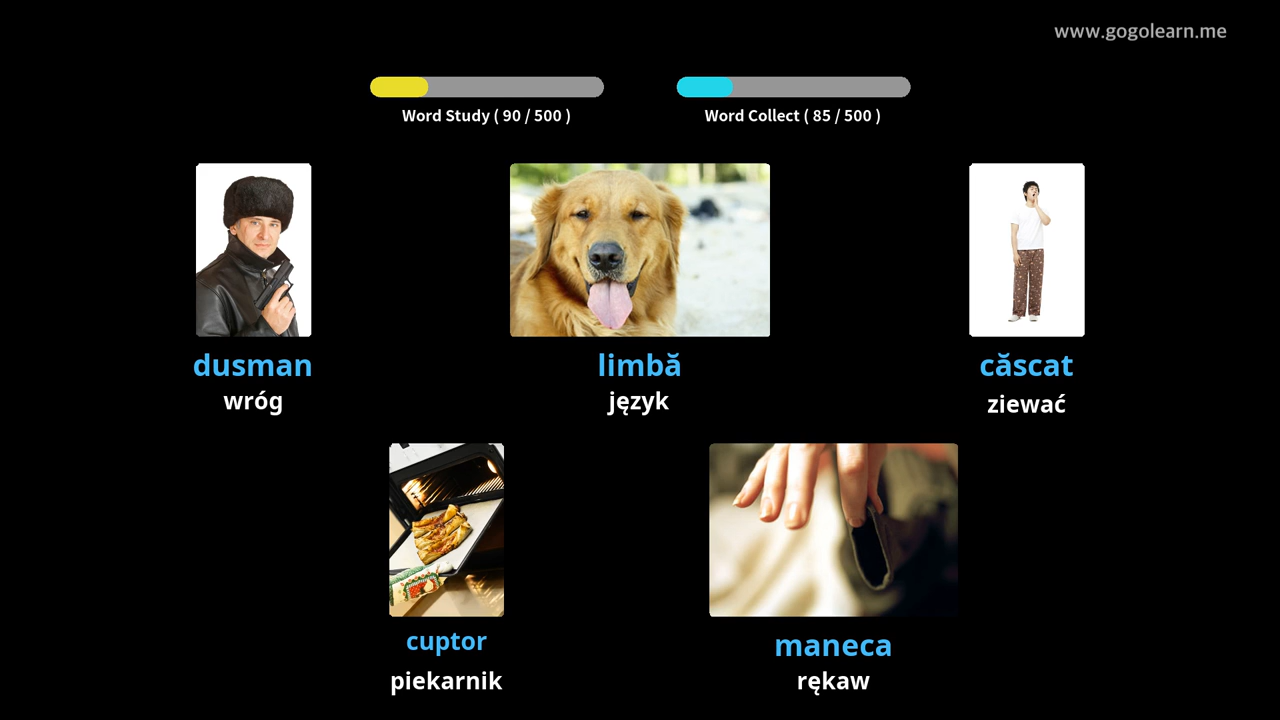 www.gogolearn.me
Word Study ( 90 / 500 )
Word Collect ( 85 / 500 )
dusman
wróg
limbă
język
căscat
ziewać
cuptor
piekarnik
maneca
rękaw